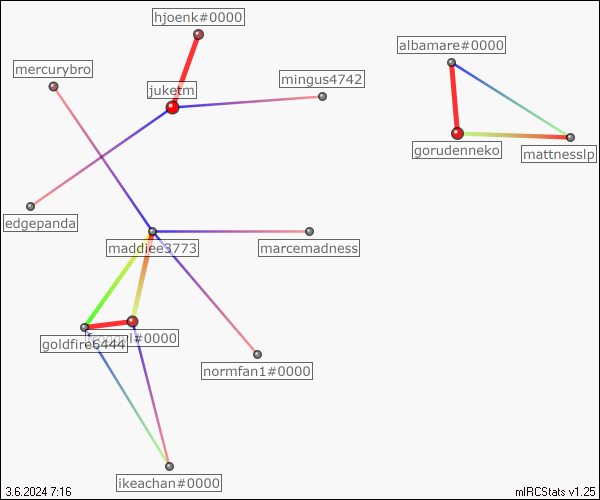 hjoenk#0000
albamare#0000
mercurybro
mingus4742
juketm
gorudenneko
mattnesslp
edgepanda
maddiee3773
marcemadness
goldfire6444
#0000
normfan1#0000
ikeachan#0000
3.6.2024 7:16
mIRCStats v1.25